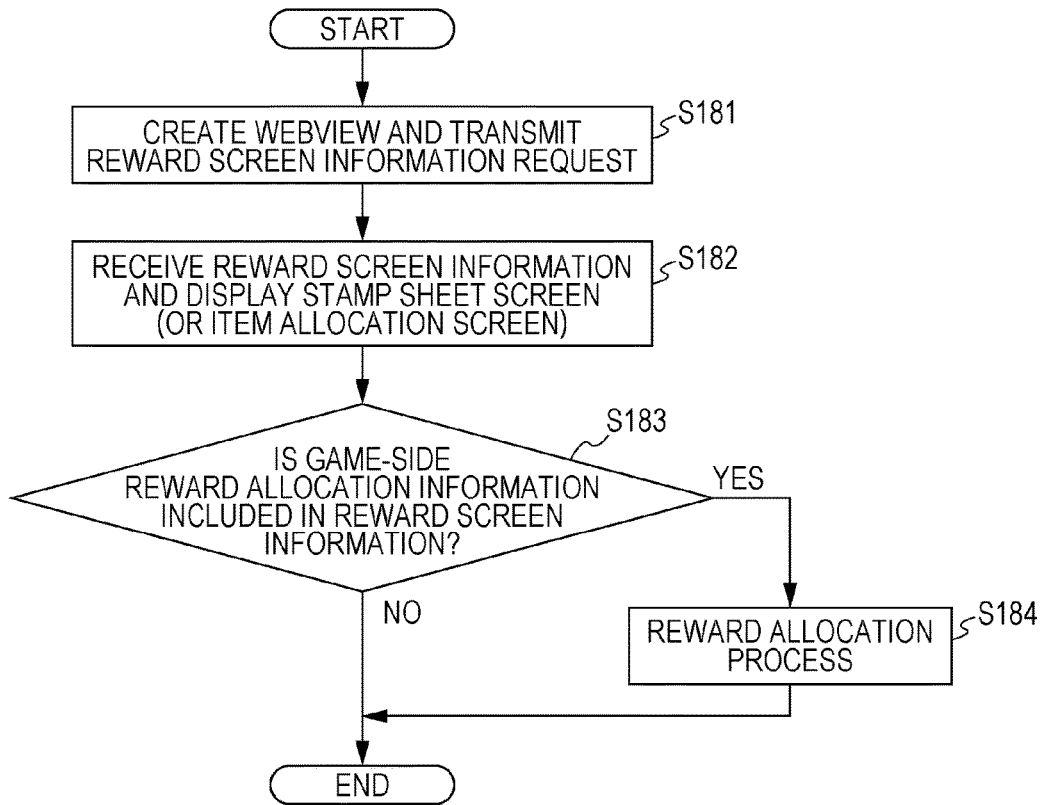 START
CREATE WEBVIEW AND TRANSMIT
REWARD SCREEN INFORMATION REQUEST
S181
RECEIVE REWARD SCREEN INFORMATION
AND DISPLAY STAMP SHEET SCREEN
(OR ITEM ALLOCATION SCREEN)
S182
IS GAME-SIDE
REWARD ALLOCATION INFORMATION
INCLUDED IN REWARD SCREEN
INFORMATION?
S183
YES
NO
REWARD ALLOCATION
PROCESS
S184
END